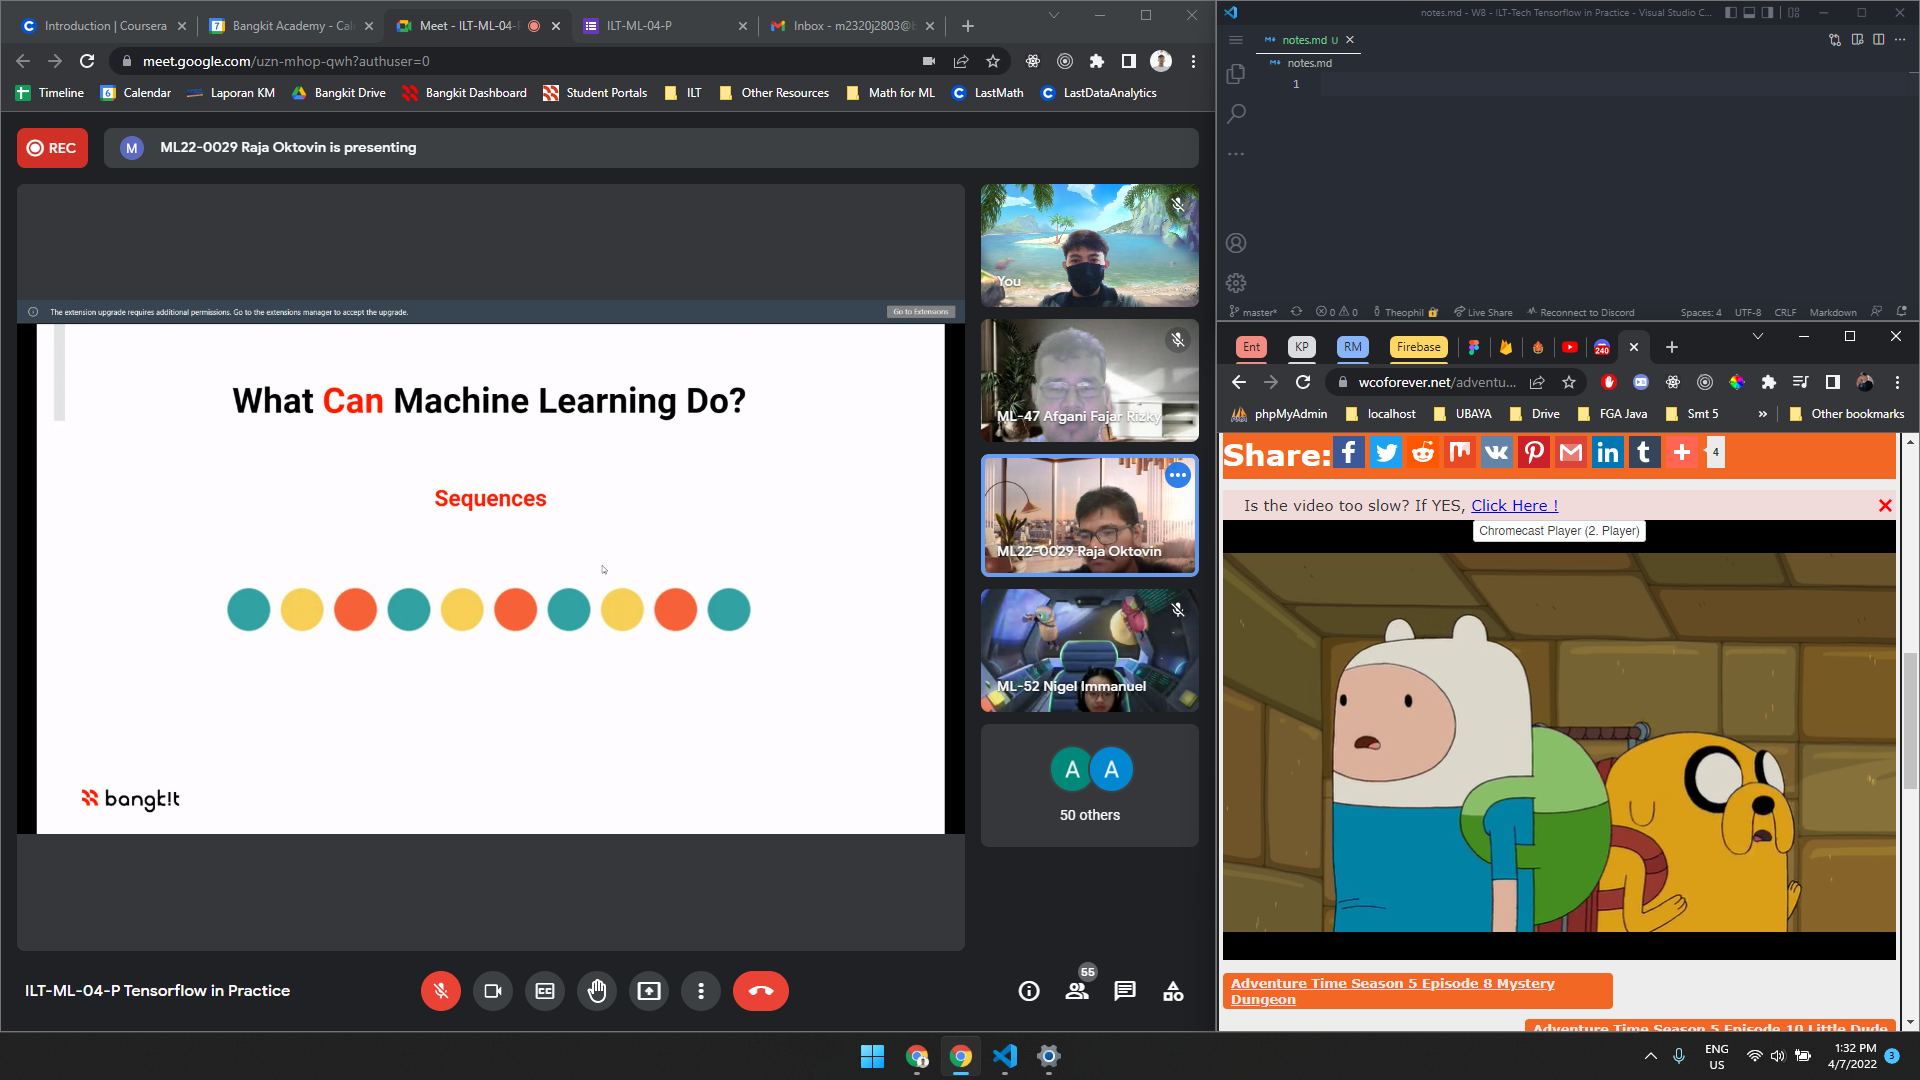 Introduction | Coursera
Bangkit Academy - Cal
Meet - ILT-ML-04-
ILT-ML-04-P
Inbox - m2320j2803@b
meet.google.com/uzn-mhop-qwh?authuser=0
Timeline
Calendar
Laporan KM
Bangkit Drive
Bangkit Dashboard
Student Portals
ILT
Other Resources
Math for ML
LastMath
LastDataAnalytics
REC
M
ML22-0029 Raja Oktovin is presenting
The extension upgrade requires additional permissions. Go to the extensions manager to accept the upgrade.
Go to Extensions
What Can Machine Learning Do?
Sequences
bangk!t
You
ML-47 Afgani Fajar Rizky
ML22-0029 Raja Oktovin
ML-52 Nigel Immanuel
A A
50 others
ILT-ML-04-P Tensorflow in Practice
55
notes.md - W8 - ILT-Tech Tensorflow in Practice - Visual Studio C...
notes.md U
notes.md
1
master*
0 0
Theophil
Live Share
Reconnect to Discord
Spaces: 4
UTF-8
CRLF
Markdown
Ent
KP
RM
Firebase
240
wcoforever.net/adventu...
phpMyAdmin
localhost
UBAYA
Drive
FGA Java
Smt 5
»
Other bookmarks
Share:
4
Is the video too slow? If YES, Click Here !
Chromecast Player (2. Player)
Adventure Time Season 5 Episode 8 Mystery
Dungeon
Adventure Time Season 5 Episode 10 Little Dude
ENG
US
1:32 PM
4/7/2022
3